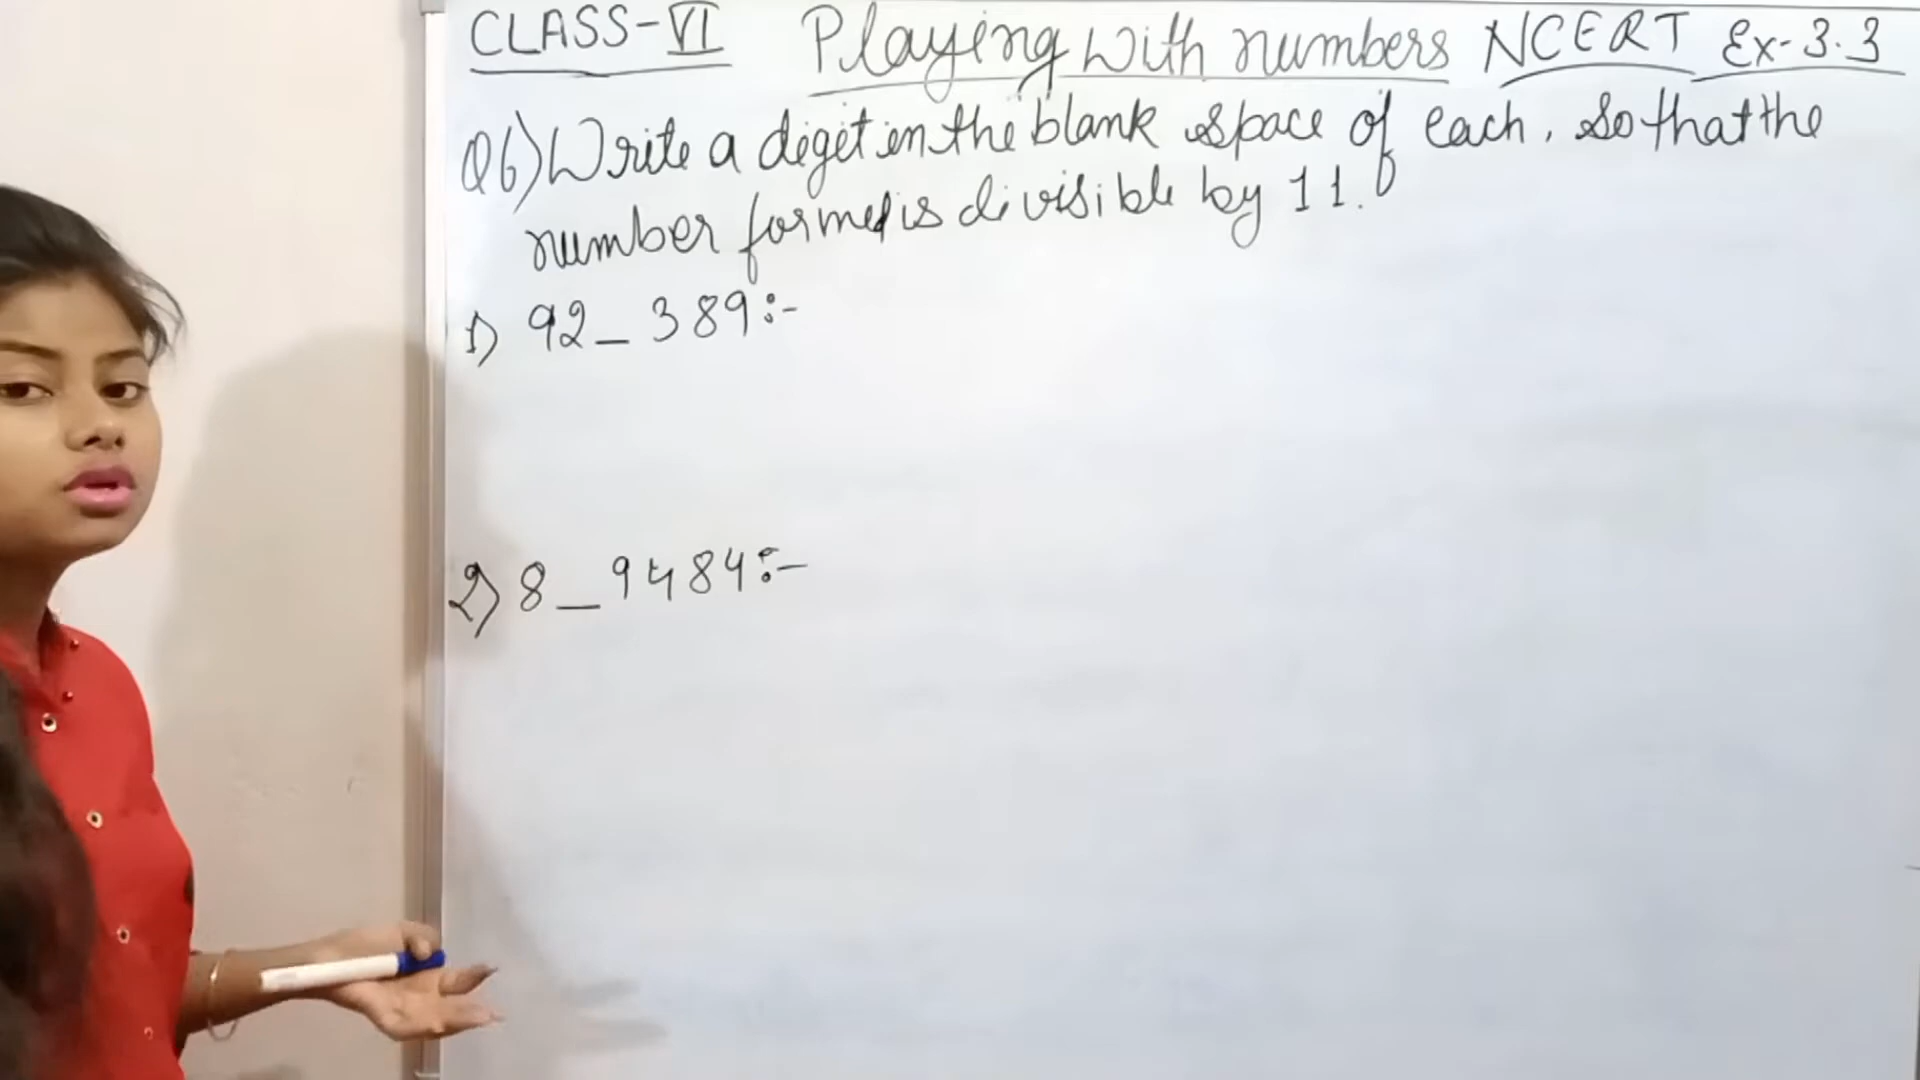 CLASS-VI Playing with numbers NCERT Ex-3.3
Q6) Write a digit in the blank space of each, so that the
number formed is divisible by 11.
1) 92_389:-
2) 8_9484:-